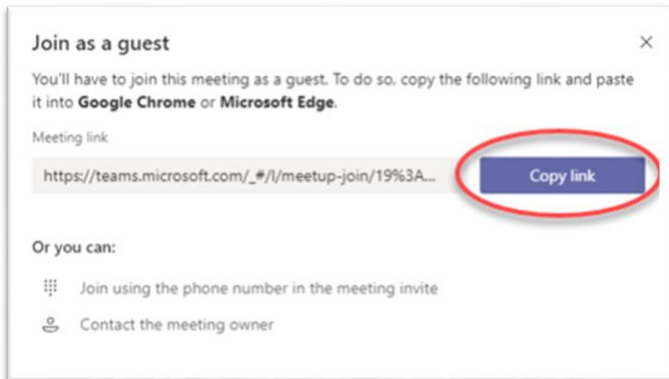 Join as a guest
You'll have to join this meeting as a guest. To do so, copy the following link and paste
it into Google Chrome or Microsoft Edge.
Meeting link
https://teams.microsoft.com/_#/l/meetup-join/19%3A...
Copy link
Or you can:
Join using the phone number in the meeting invite
Contact the meeting owner